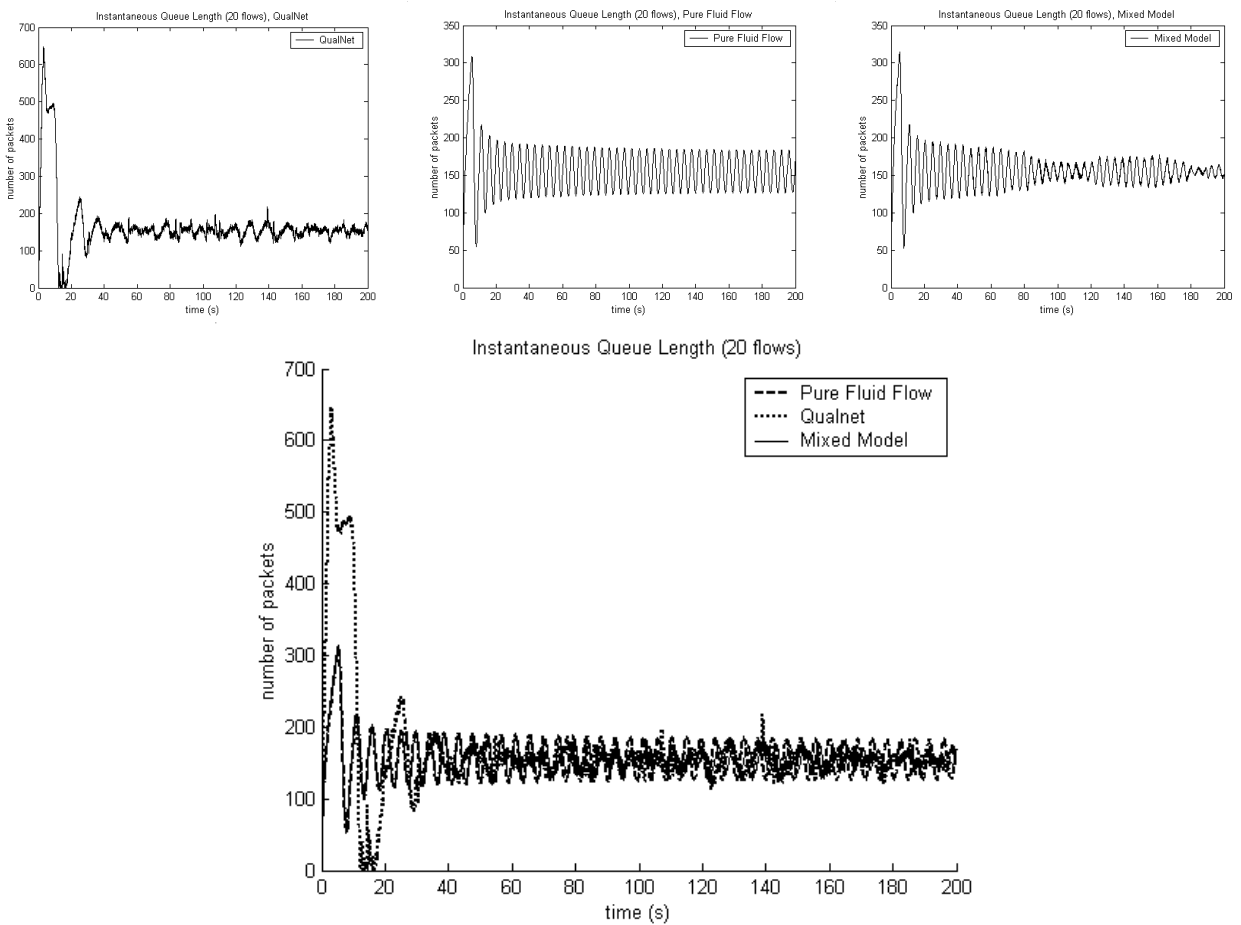 Instantaneous Queue Length (20 flows), QualNet
QualNet
number of packets
700
600
500
400
300
200
100
0
0 20 40 60 80 100 120 140 160 180 200
time (s)
Instantaneous Queue Length (20 flows), Pure Fluid Flow
Pure Fluid Flow
number of packets
350
300
250
200
150
100
50
0
0 20 40 60 80 100 120 140 160 180 200
time (s)
Instantaneous Queue Length (20 flows), Mixed Model
Mixed Model
number of packets
350
300
250
200
150
100
50
0
0 20 40 60 80 100 120 140 160 180 200
time (s)
Instantaneous Queue Length (20 flows)
Pure Fluid Flow
Qualnet
Mixed Model
number of packets
700
600
500
400
300
200
100
0
0 20 40 60 80 100 120 140 160 180 200
time (s)